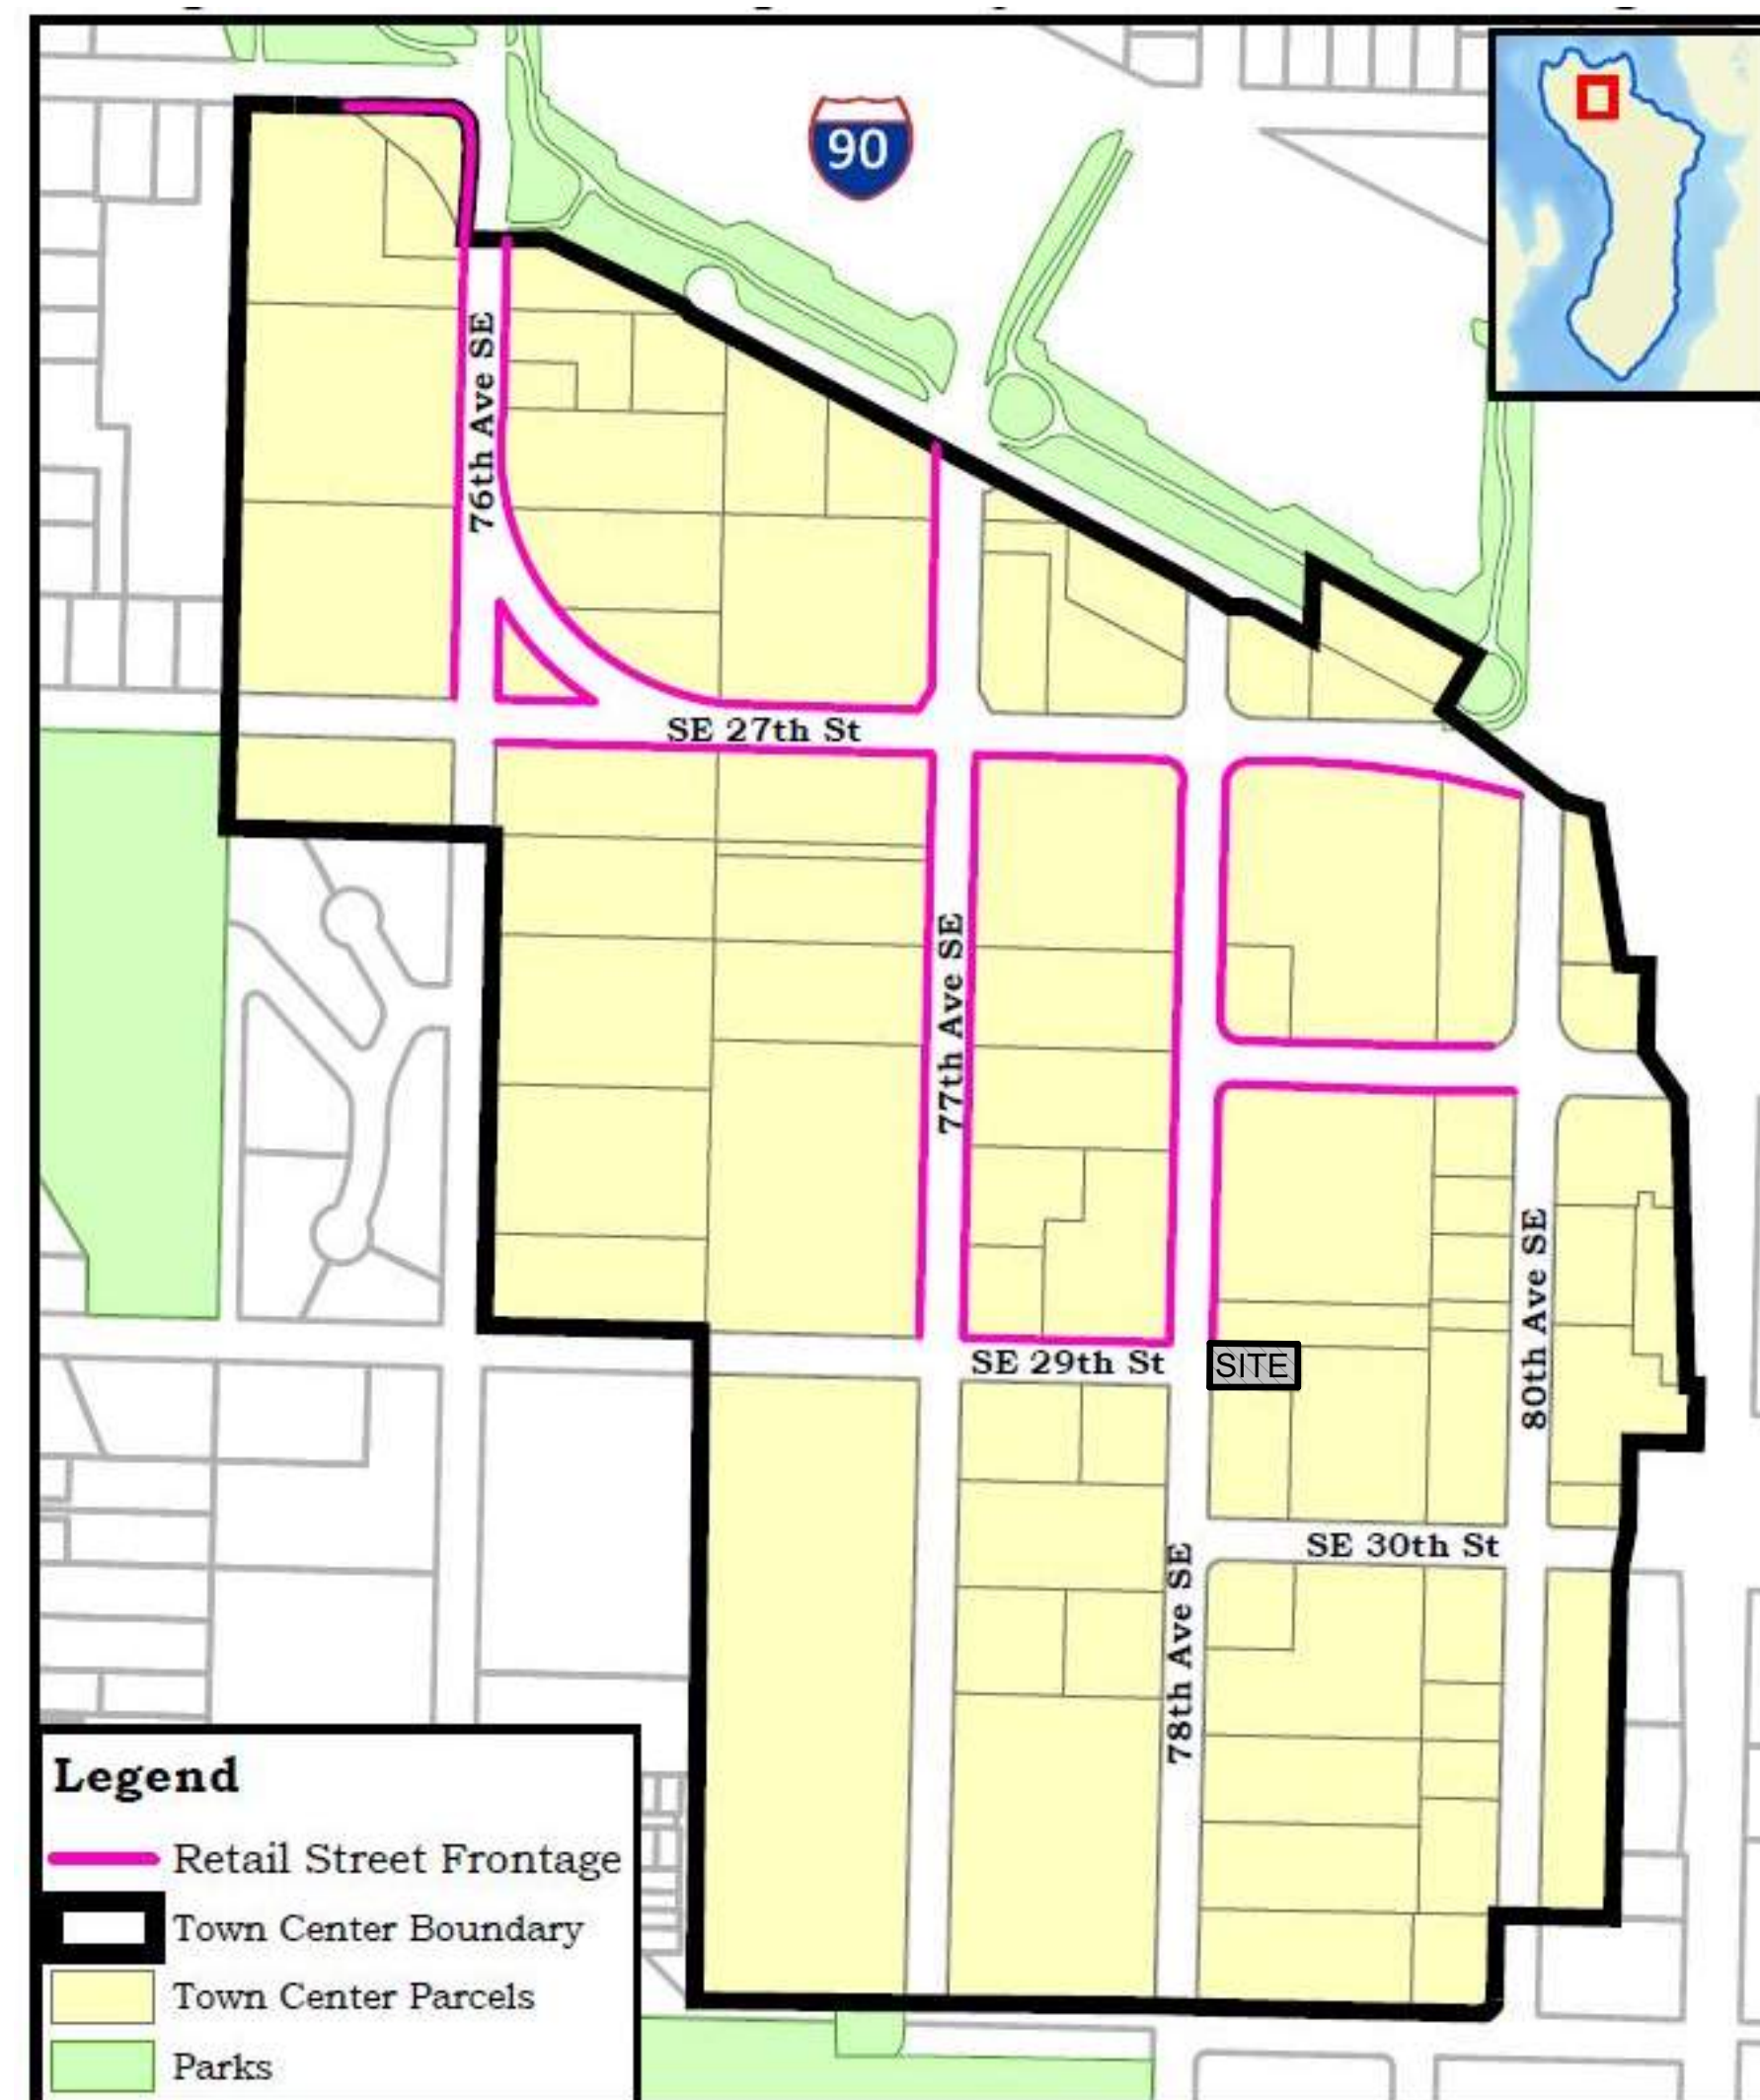 90
76th Ave SE
SE 27th St
77th Ave SE
80th Ave SE
SE 29th St
SITE
SE 30th St
78th Ave SE
Legend
Retail Street Frontage
Town Center Boundary
Town Center Parcels
Parks